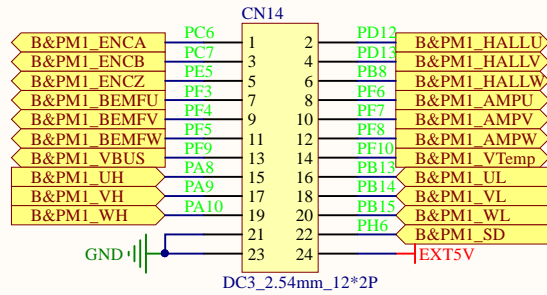 CN14
B&PM1_ENCA PC6 1 2 PD12 B&PM1_HALLU
B&PM1_ENCB PC7 3 4 PD13 B&PM1_HALLV
B&PM1_ENCZ PE5 5 6 PB8 B&PM1_HALLW
B&PM1_BEMFU PF3 7 8 PF6 B&PM1_AMPU
B&PM1_BEMFV PF4 9 10 PF7 B&PM1_AMPV
B&PM1_BEMFW PF5 11 12 PF8 B&PM1_AMPW
B&PM1_VBUS PF9 13 14 PF10 B&PM1_VTemp
B&PM1_UH PA8 15 16 PB13 B&PM1_UL
B&PM1_VH PA9 17 18 PB14 B&PM1_VL
B&PM1_WH PA10 19 20 PB15 B&PM1_WL
21 22 PH6 B&PM1_SD
GND 23 24 EXT5V
DC3_2.54mm_12*2P